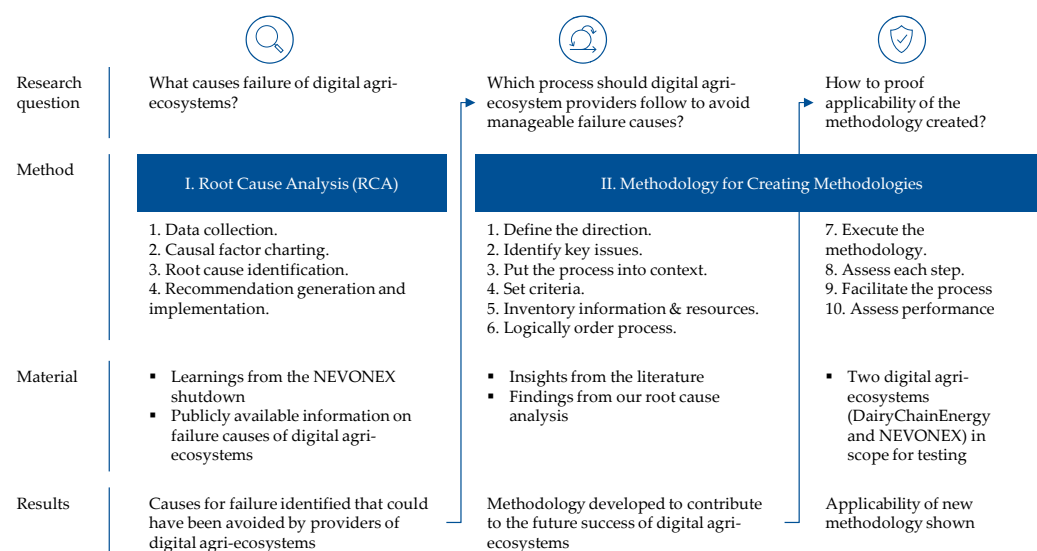 Research
question
What causes failure of digital agri-
ecosystems?
Which process should digital agri-
ecosystem providers follow to avoid
manageable failure causes?
How to proof
applicability of the
methodology created?
Method
I. Root Cause Analysis (RCA)
II. Methodology for Creating Methodologies
1. Data collection.
2. Causal factor charting.
3. Root cause identification.
4. Recommendation generation and
implementation.
1. Define the direction.
2. Identify key issues.
3. Put the process into context.
4. Set criteria.
5. Inventory information & resources.
6. Logically order process.
7. Execute the
methodology.
8. Assess each step.
9. Facilitate the process
10. Assess performance
Material
▪ Learnings from the NEVONEX
shutdown
▪ Publicly available information on
failure causes of digital agri-
ecosystems
▪ Insights from the literature
▪ Findings from our root cause
analysis
▪ Two digital agri-
ecosystems
(DairyChainEnergy
and NEVONEX) in
scope for testing
Results
Causes for failure identified that could
have been avoided by providers of
digital agri-ecosystems
Methodology developed to contribute
to the future success of digital agri-
ecosystems
Applicability of new
methodology shown